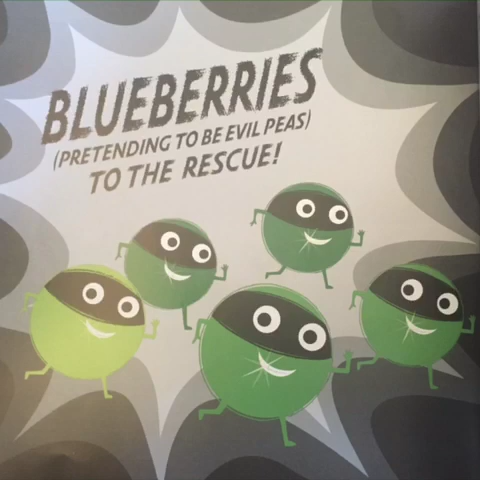 BLUEBERRIES
(PRETENDING TO BE EVIL PEAS)
TO THE RESCUE!